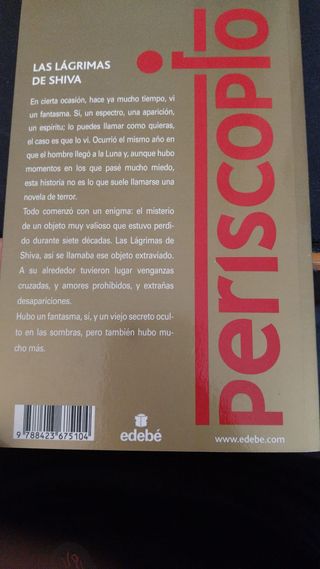 LAS LÁGRIMAS
DE SHIVA
En cierta ocasión, hace ya mucho tiempo, vi
un fantasma. Sí, un espectro, una aparición,
un espíritu; lo puedes llamar como quieras,
el caso es que lo vi. Ocurrió el mismo año en
que el hombre llegó a la Luna y, aunque hubo
momentos en los que pasé mucho miedo,
esta historia no es lo que suele llamarse una
novela de terror.
Todo comenzó con un enigma: el misterio
de un objeto muy valioso que estuvo perdi-
do durante siete décadas. Las Lágrimas de
Shiva, así se llamaba ese objeto extraviado.
A su alrededor tuvieron lugar venganzas
cruzadas, y amores prohibidos, y extrañas
desapariciones.
Hubo un fantasma, sí, y un viejo secreto ocul-
to en las sombras, pero también hubo mu-
cho más.
periscopio
9 788423 675104
edebé
www.edebe.com